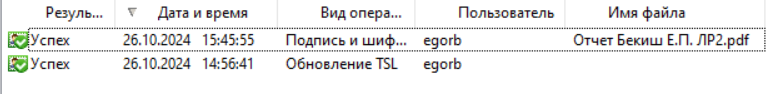 Резуль... Дата и время Вид опера... Пользователь Имя файла
Успех 26.10.2024 15:45:55 Подпись и шиф... egorb Отчет Бекиш Е.П. ЛР2.pdf
Успех 26.10.2024 14:56:41 Обновление TSL egorb